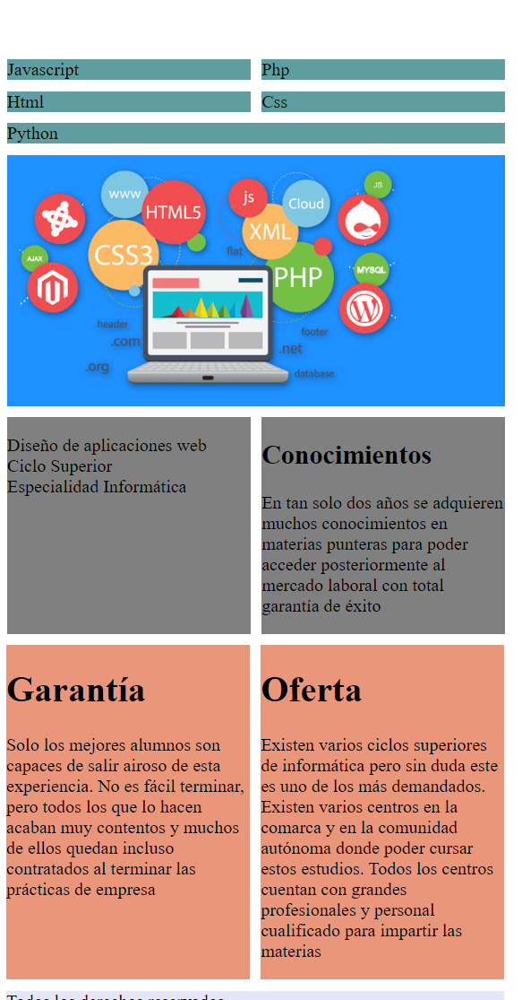 Javascript
Php
Html
Css
Python
www
HTML5
CSS3
AJAX
js
Cloud
XML
flat
PHP
JS
MYSQL
header
.com
.org
footer
.net
database
Diseño de aplicaciones web
Ciclo Superior
Especialidad Informática
Conocimientos
En tan solo dos años se adquieren
muchos conocimientos en
materias punteras para poder
acceder posteriormente al
mercado laboral con total
garantía de éxito
Garantía
Solo los mejores alumnos son
capaces de salir airoso de esta
experiencia. No es fácil terminar,
pero todos los que lo hacen
acaban muy contentos y muchos
de ellos quedan incluso
contratados al terminar las
prácticas de empresa
Oferta
Existen varios ciclos superiores
de informática pero sin duda este
es uno de los más demandados.
Existen varios centros en la
comarca y en la comunidad
autónoma donde poder cursar
estos estudios. Todos los centros
cuentan con grandes
profesionales y personal
cualificado para impartir las
materias
Todos los derechos reservados